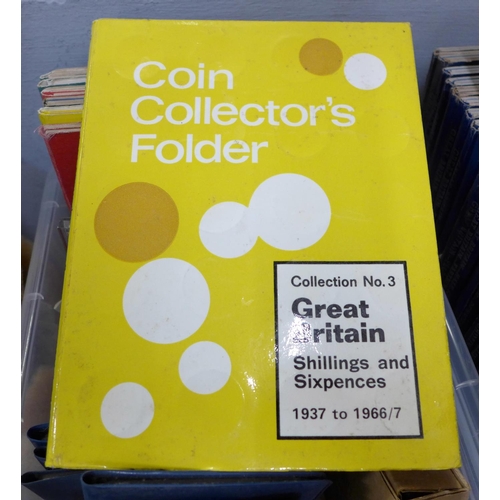 Coin
Collector's
Folder
Collection No.3
Great
Britain
Shillings and
Sixpences
1937 to 1966/7